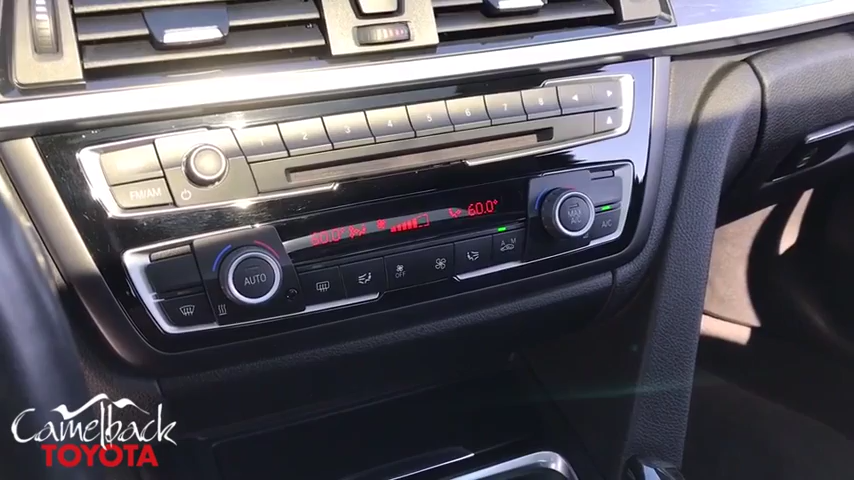 1 2 3 4 5 6 7 8
FM/AM
60.0°
60.0°
AUTO
MAX A/C
A/C
OFF
A M
Camelback
TOYOTA